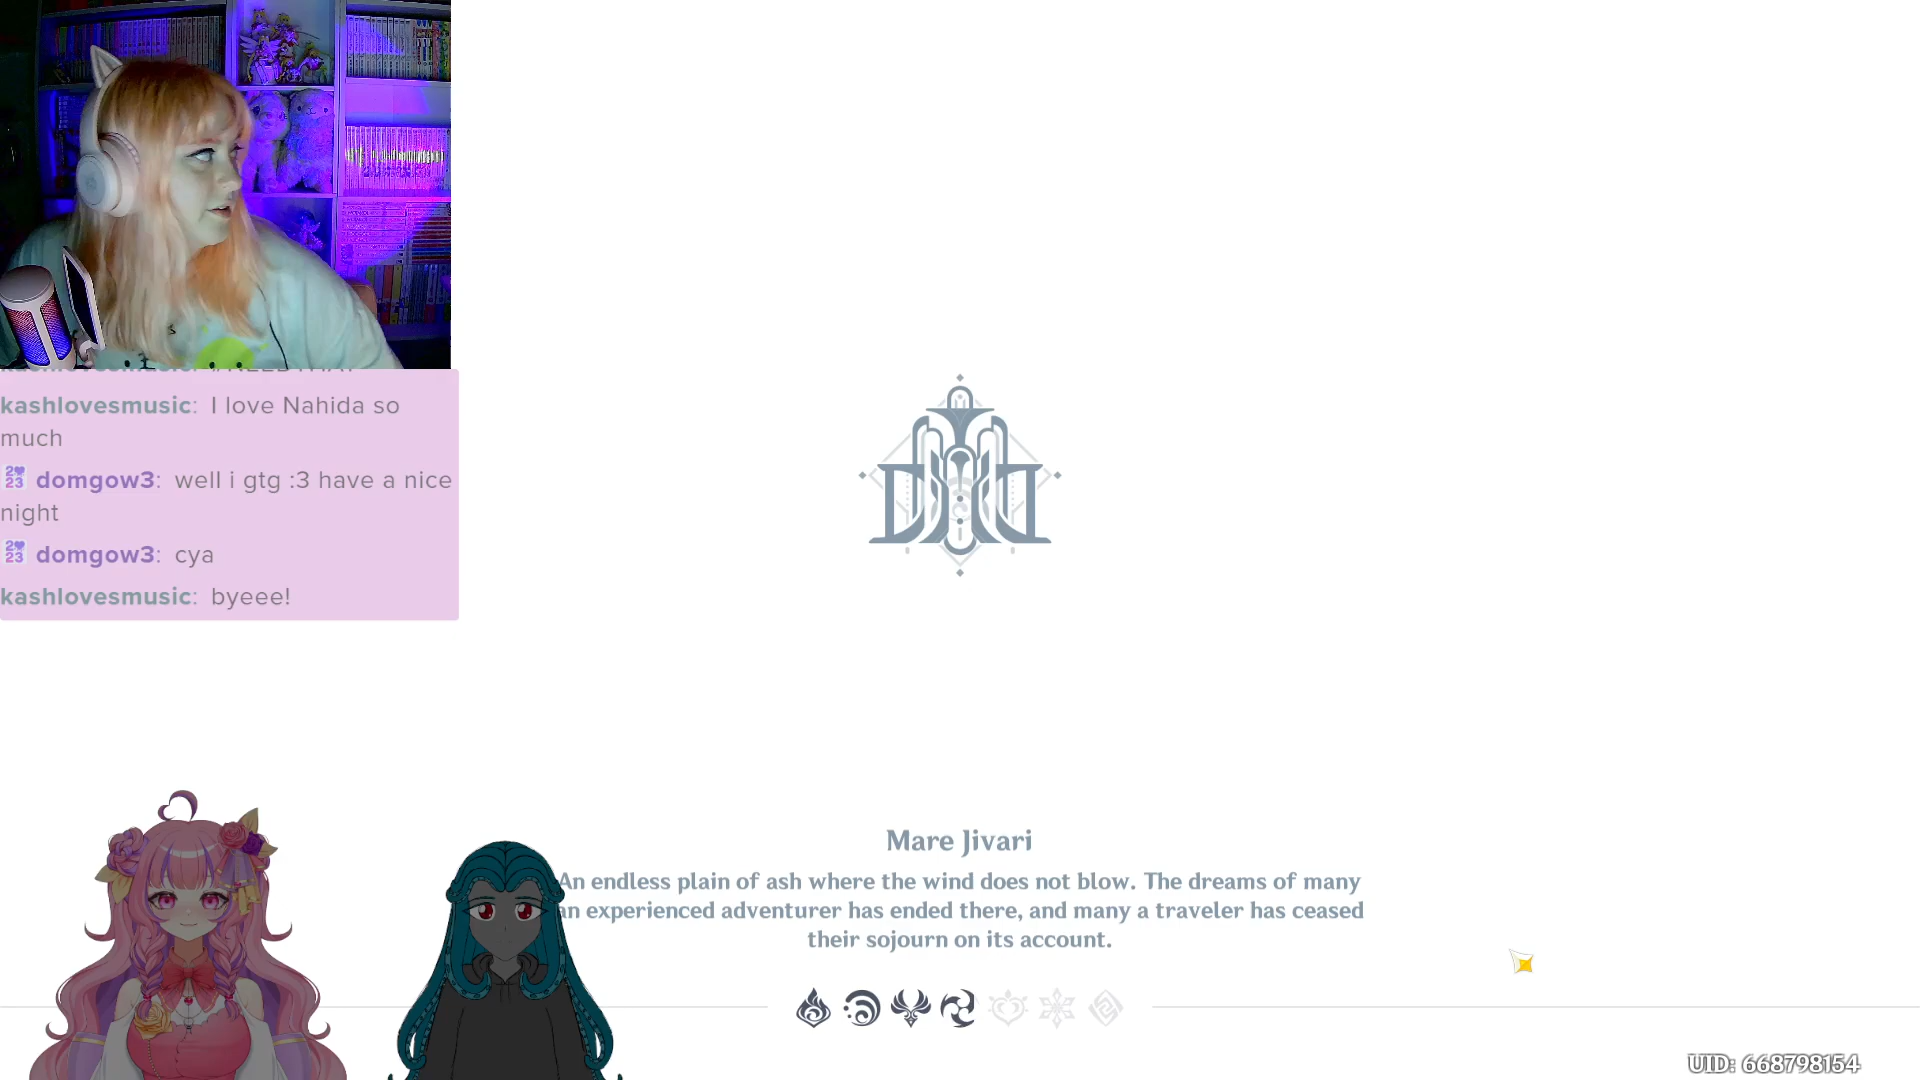 kashlovesmusic: I love Nahida so
much
domgow3: well i gtg :3 have a nice
night
domgow3: cya
kashlovesmusic: byeee!
Mare Jivari
An endless plain of ash where the wind does not blow. The dreams of many
an experienced adventurer has ended there, and many a traveler has ceased
their sojourn on its account.
UID: 668798154